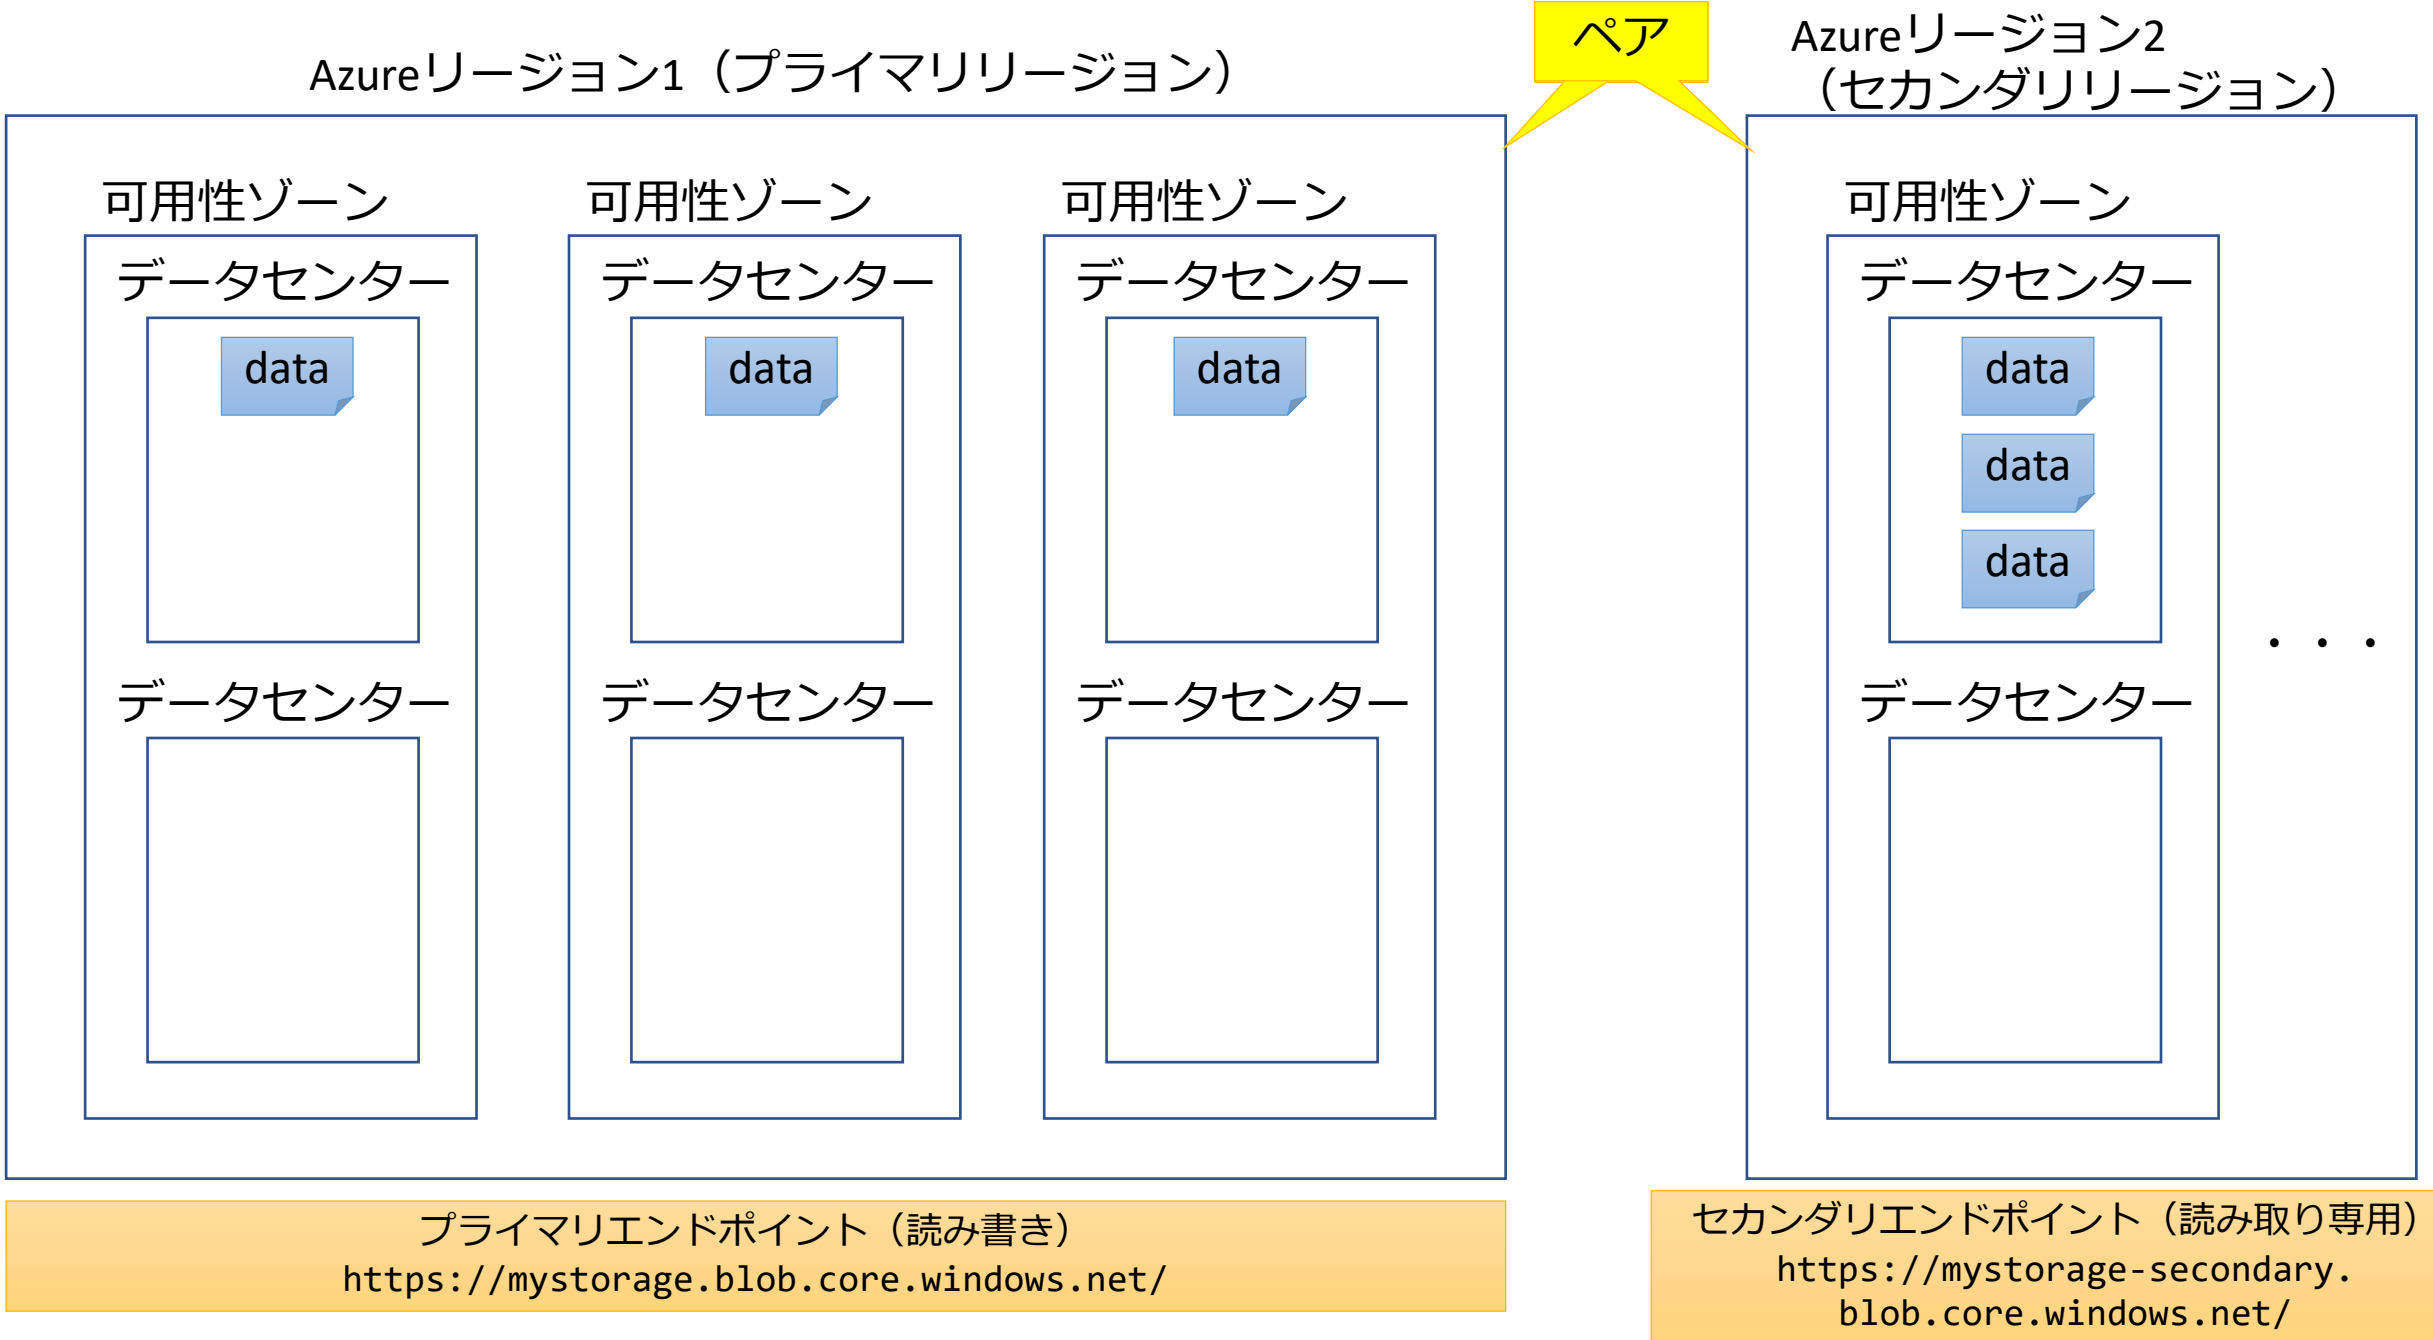 ペア
Azureリージョン1（プライマリリージョン）
Azureリージョン2
（セカンダリリージョン）
可用性ゾーン
可用性ゾーン
可用性ゾーン
可用性ゾーン
データセンター
データセンター
データセンター
データセンター
data
data
data
data
data
data
・・・
データセンター
データセンター
データセンター
データセンター
プライマリエンドポイント（読み書き）
https://mystorage.blob.core.windows.net/
セカンダリエンドポイント（読み取り専用）
https://mystorage-secondary.
blob.core.windows.net/